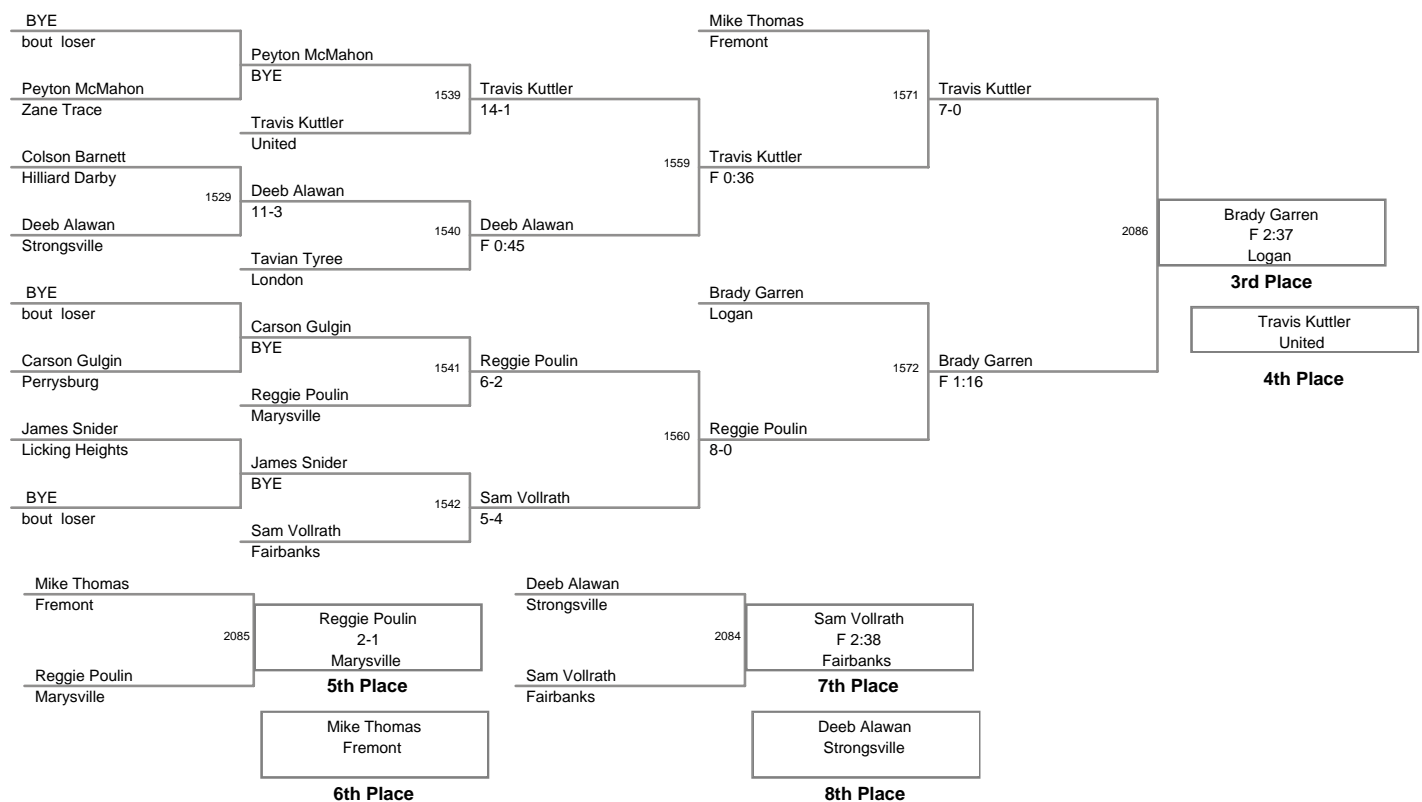 BYE
bout loser
Peyton McMahon
Zane Trace
Colson Barnett
Hilliard Darby
1529
Deeb Alawan
Strongsville
BYE
bout loser
Carson Gulgin
Perrysburg
James Snider
Licking Heights
BYE
bout loser
Peyton McMahon
BYE
1539
Travis Kuttler
United
Deeb Alawan
11-3
1540
Tavian Tyree
London
Carson Gulgin
BYE
1541
Reggie Poulin
Marysville
James Snider
BYE
1542
Sam Vollrath
Fairbanks
Travis Kuttler
14-1
1559
Deeb Alawan
F 0:45
Reggie Poulin
6-2
1560
Sam Vollrath
5-4
Mike Thomas
Fremont
1571
Travis Kuttler
F 0:36
Brady Garren
Logan
1572
Reggie Poulin
8-0
Travis Kuttler
7-0
2086
Brady Garren
F 1:16
Brady Garren
F 2:37
Logan
3rd Place
Travis Kuttler
United
4th Place
Mike Thomas
Fremont
2085
Reggie Poulin
Marysville
Reggie Poulin
2-1
Marysville
5th Place
Mike Thomas
Fremont
6th Place
Deeb Alawan
Strongsville
2084
Sam Vollrath
Fairbanks
Sam Vollrath
F 2:38
Fairbanks
7th Place
Deeb Alawan
Strongsville
8th Place